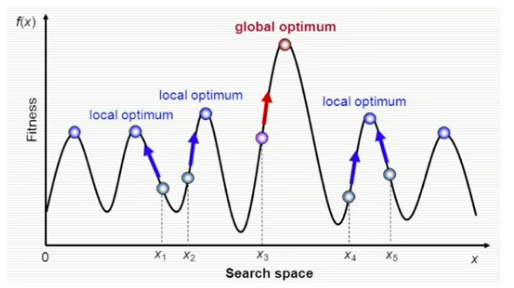 f(x)
global optimum
local optimum
local optimum
local optimum
Fitness
0
x₁ x₂ x₃ x₄ x₅ x
Search space